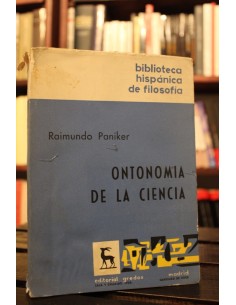 biblioteca
hispánica
de filosofía
Raimundo Paniker
ONTONOMIA
DE LA CIENCIA
editorial gredos madrid